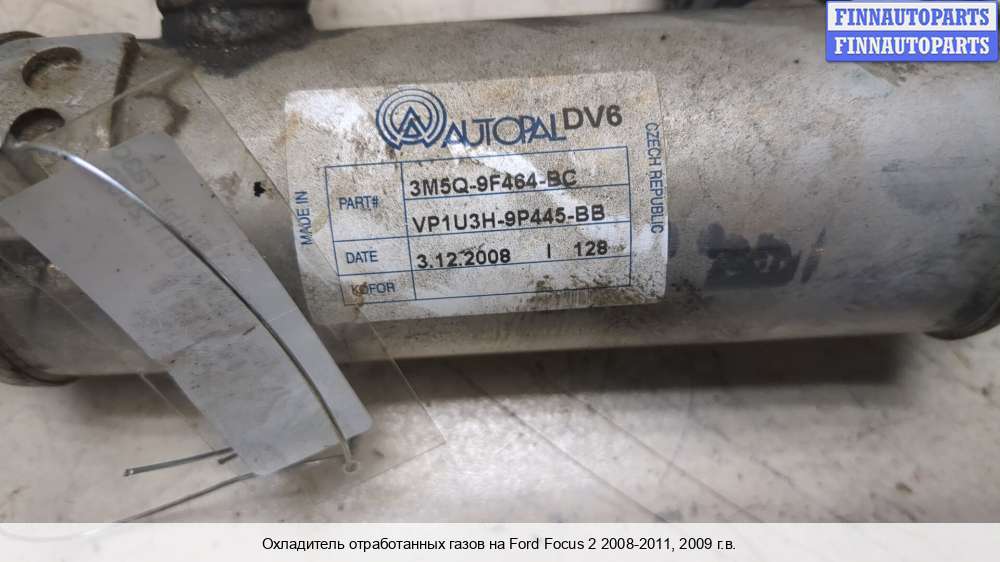 FINNAUTOPARTS
FINNAUTOPARTS
AUTOPAL DV6
MADE IN
CZECH REPUBLIC
PART# 3M5Q-9F464-BC
VP1U3H-9P445-BB
DATE 3.12.2008 I 128
KOFOR
Охладитель отработанных газов на Ford Focus 2 2008-2011, 2009 г.в.